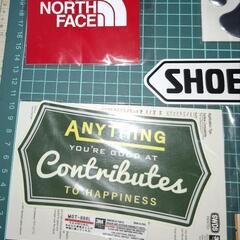 NORTH
FACE
SHOE
ANYTHING
YOU'RE GOOD AT
Contributes
TO HAPPINESS